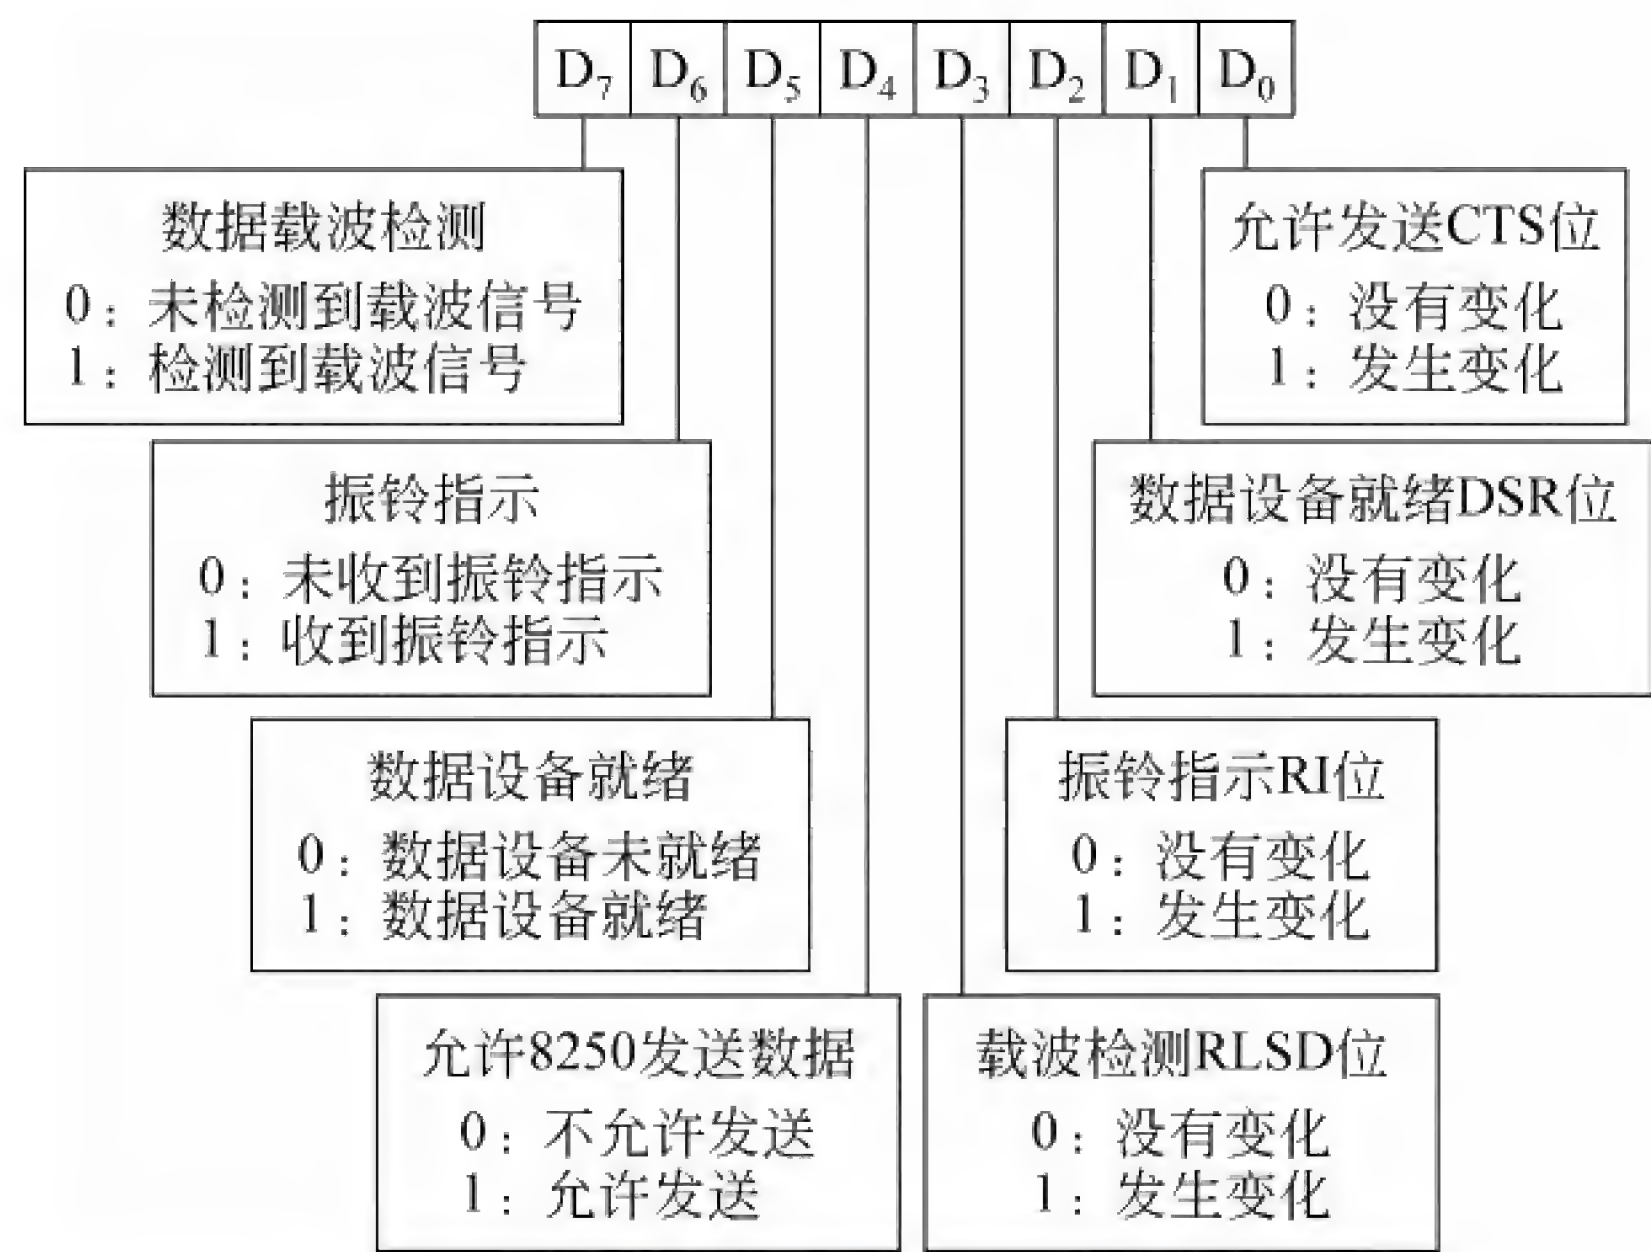 D₇ D₆ D₅ D₄ D₃ D₂ D₁ D₀
数据载波检测
0：未检测到载波信号
1：检测到载波信号
允许发送CTS位
0：没有变化
1：发生变化
振铃指示
0：未收到振铃指示
1：收到振铃指示
数据设备就绪DSR位
0：没有变化
1：发生变化
数据设备就绪
0：数据设备未就绪
1：数据设备就绪
振铃指示RI位
0：没有变化
1：发生变化
允许8250发送数据
0：不允许发送
1：允许发送
载波检测RLSD位
0：没有变化
1：发生变化